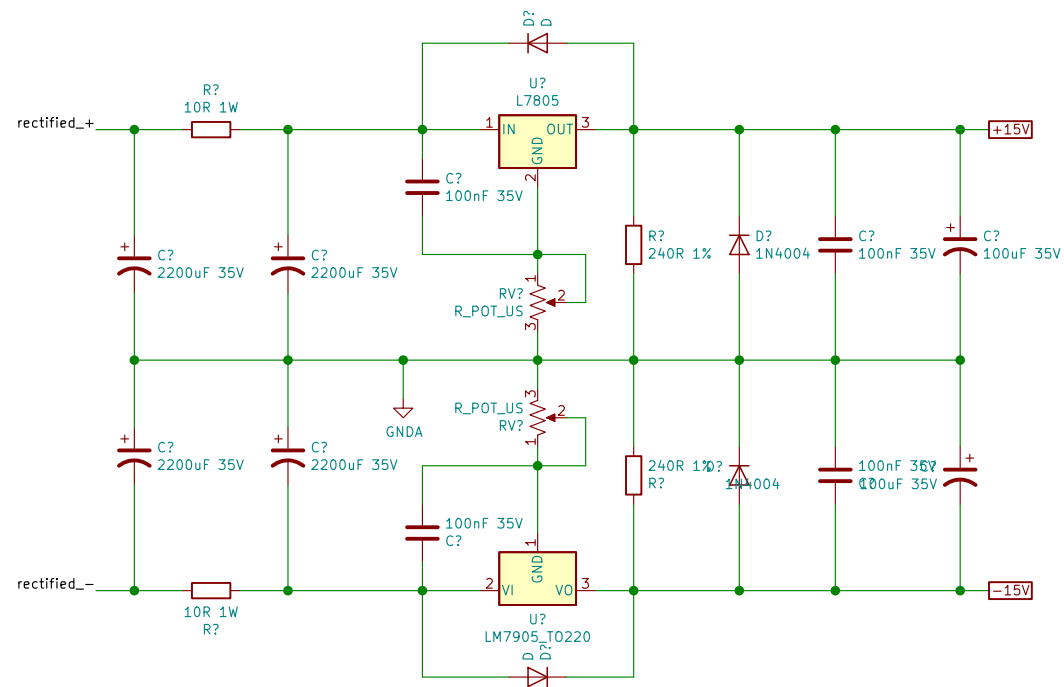 D?
D
U?
L7805
R?
10R 1W
rectified_+
1
IN
OUT
3
GND
2
+15V
C?
100nF 35V
+
C?
2200uF 35V
+
C?
2200uF 35V
R?
240R 1%
D?
1N4004
C?
100nF 35V
+
C?
100uF 35V
1
RV?
R_POT_US
2
3
GNDA
3
R_POT_US
RV?
2
1
+
C?
2200uF 35V
+
C?
2200uF 35V
240R 1%
R?
D?
1N4004
100nF 35V
C?
+
C?
100uF 35V
100nF 35V
C?
1
GND
rectified_-
2
VI
VO
3
-15V
10R 1W
R?
U?
LM7905_TO220
D
D?